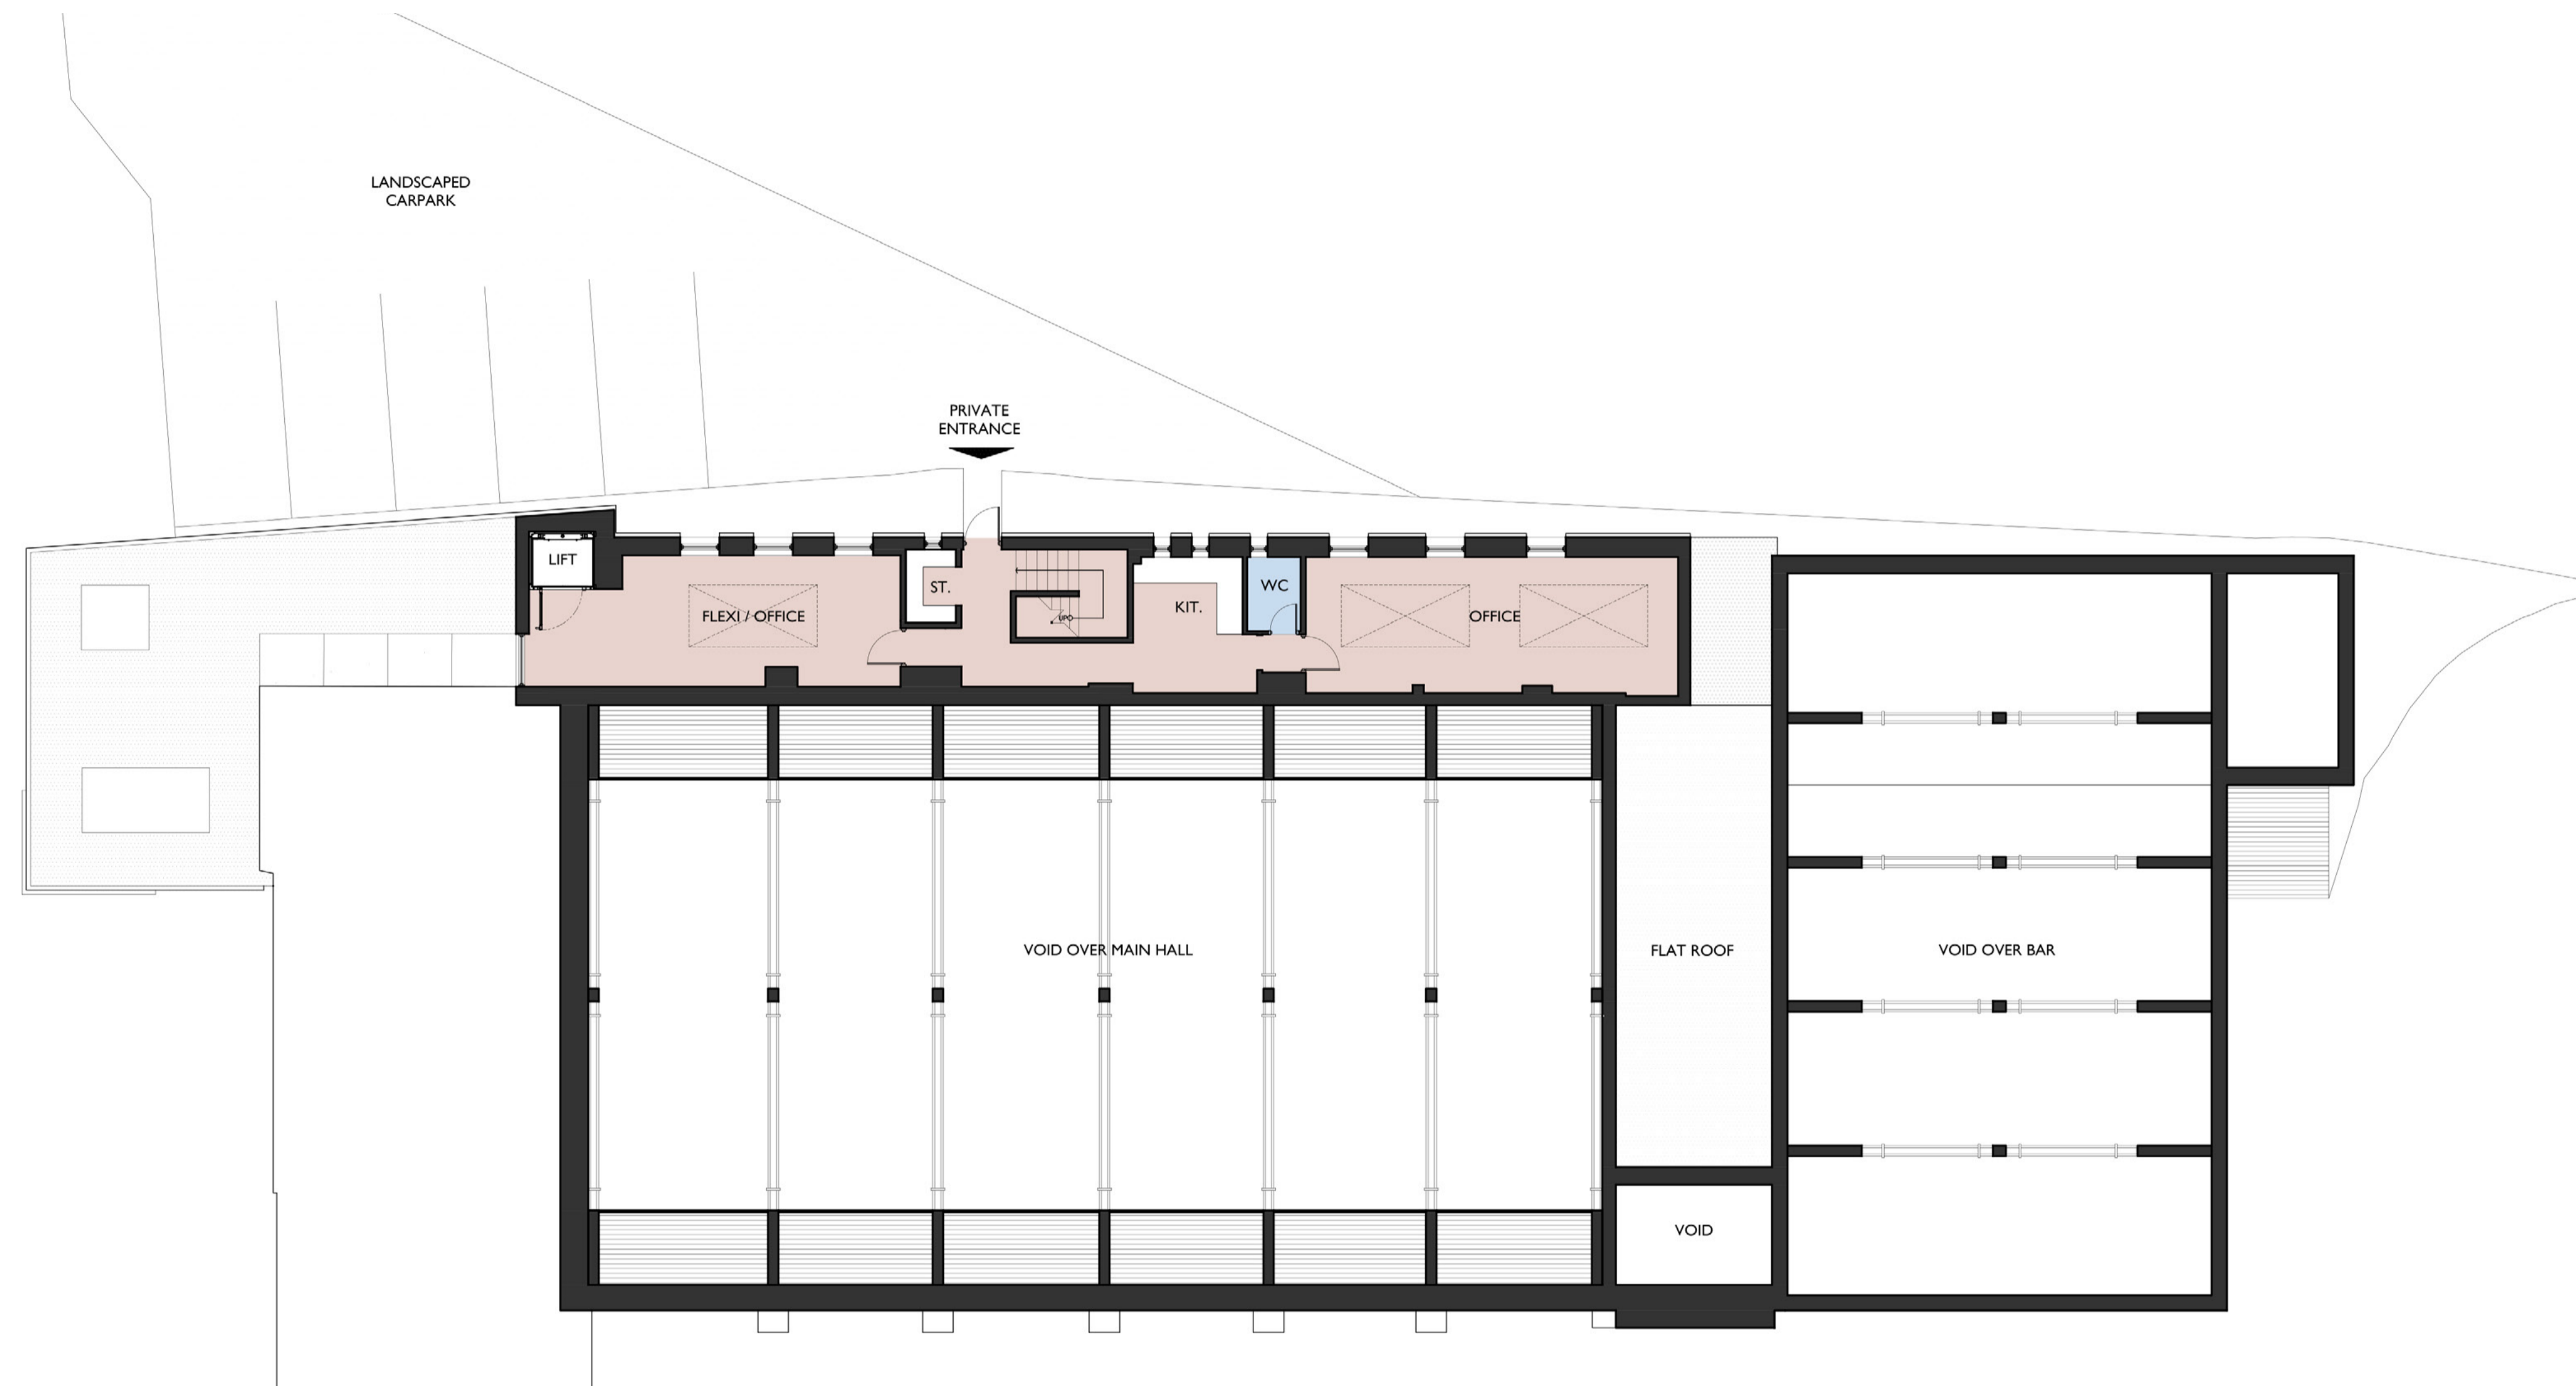 LANDSCAPED
CARPARK
PRIVATE
ENTRANCE
LIFT
FLEXI / OFFICE
ST.
UP
KIT.
WC
OFFICE
VOID OVER MAIN HALL
FLAT ROOF
VOID OVER BAR
VOID